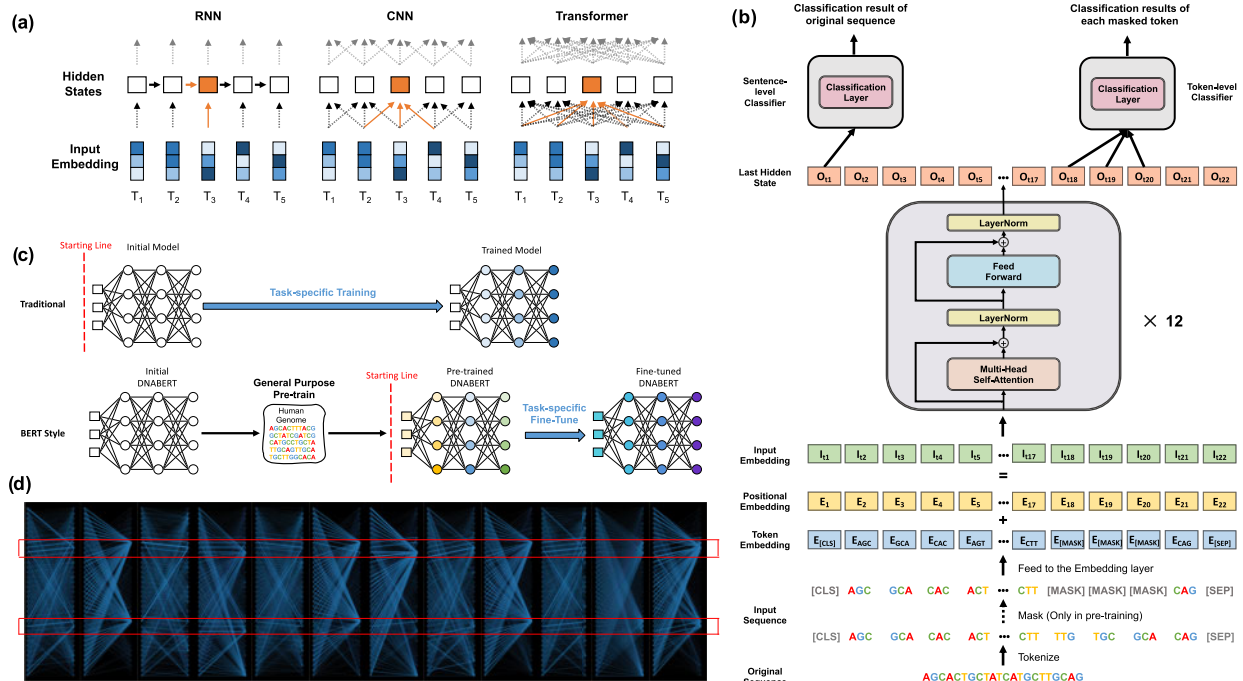 (a)
RNN
CNN
Transformer
Hidden
States
Input
Embedding
T1 T2 T3 T4 T5
T1 T2 T3 T4 T5
T1 T2 T3 T4 T5
(c)
Starting Line
Initial Model
Trained Model
Traditional
Task-specific Training
Initial
DNABERT
General Purpose
Pre-train
Starting Line
Pre-trained
DNABERT
Fine-tuned
DNABERT
Human
Genome
AGCACTTTACG
GCTATCGATCG
CATGCCTGCTA
TTGCAGTTGCA
TGCTTGGCACA
Task-specific
Fine-Tune
BERT Style
(d)
(b)
Classification result of
original sequence
Classification results of
each masked token
Sentence-
level
Classifier
Classification
Layer
Classification
Layer
Token-level
Classifier
Last Hidden
State
Ot1 Ot2 Ot3 Ot4 Ot5 ... Ot17 Ot18 Ot19 Ot20 Ot21 Ot22
LayerNorm
Feed
Forward
LayerNorm
× 12
Multi-Head
Self-Attention
Input
Embedding
It1 It2 It3 It4 It5 ... It17 It18 It19 It20 It21 It22
=
Positional
Embedding
E1 E2 E3 E4 E5 ... E17 E18 E19 E20 E21 E22
+
Token
Embedding
E[CLS] EAGC EGCA ECAC EAGT ... ECTT E[MASK] E[MASK] E[MASK] ECAG E[SEP]
Feed to the Embedding layer
[CLS] AGC GCA CAC ACT ... CTT [MASK] [MASK] [MASK] CAG [SEP]
Input
Sequence
Mask (Only in pre-training)
[CLS] AGC GCA CAC ACT ... CTT TTG TGC GCA CAG [SEP]
Tokenize
Original
Sequence
AGCACTGCTATCATGCTTGCAG